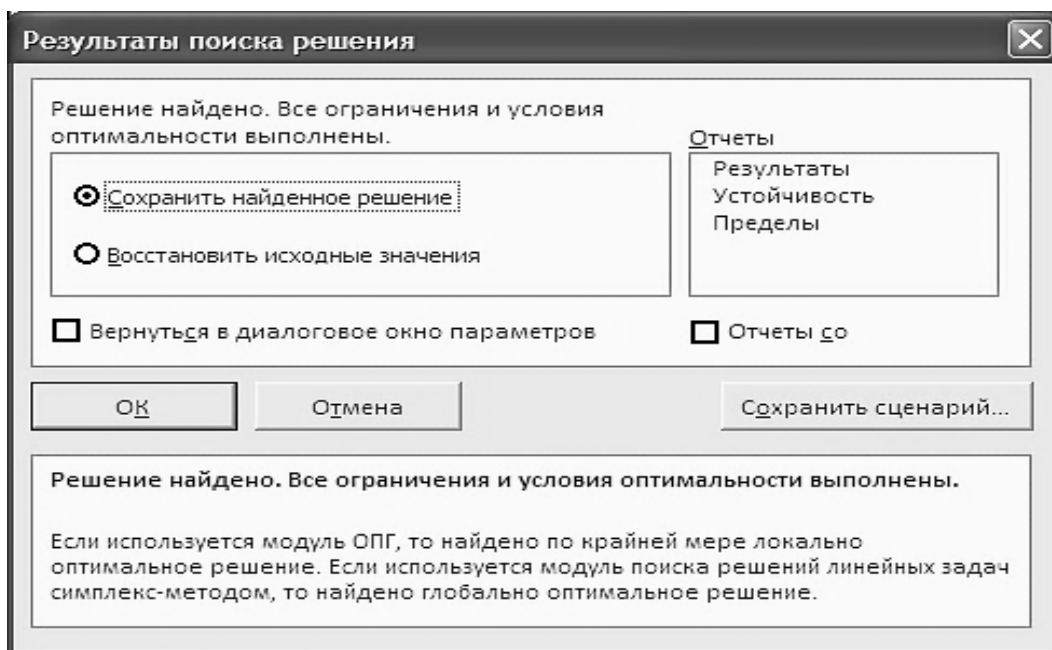 Результаты поиска решения
Решение найдено. Все ограничения и условия
оптимальности выполнены.
Отчеты
Сохранить найденное решение
Восстановить исходные значения
Результаты
Устойчивость
Пределы
Вернуться в диалоговое окно параметров
Отчеты со
ОК
Отмена
Сохранить сценарий...
Решение найдено. Все ограничения и условия оптимальности выполнены.
Если используется модуль ОПГ, то найдено по крайней мере локально
оптимальное решение. Если используется модуль поиска решений линейных задач
симплекс-методом, то найдено глобально оптимальное решение.